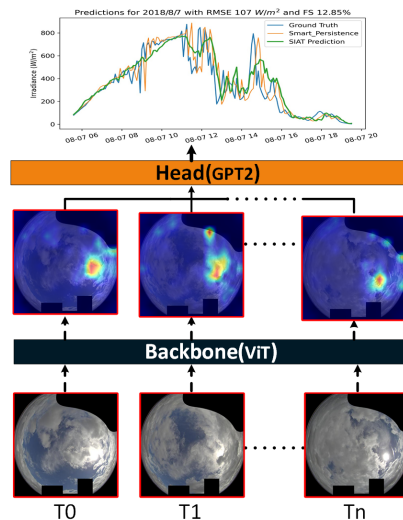 Predictions for 2018/8/7 with RMSE 107 W/m² and FS 12.85%
Ground Truth
Smart_Persistence
SIAT Prediction
Irradiance (W/m²)
800
600
400
200
0
08-07 06
08-07 08
08-07 10
08-07 12
08-07 14
08-07 16
08-07 18
08-07 20
Head(GPT2)
Backbone(ViT)
T0 T1 Tn